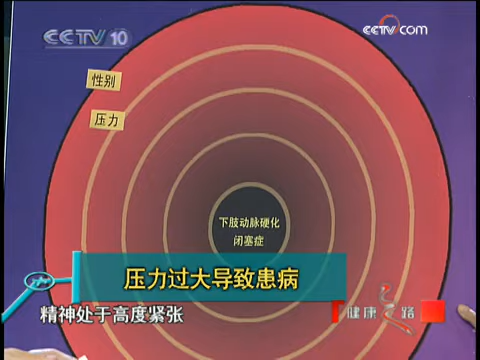 CCTV 10
CCTV.com
性别
压力
下肢动脉硬化
闭塞症
压力过大导致患病
精神处于高度紧张
健康之路